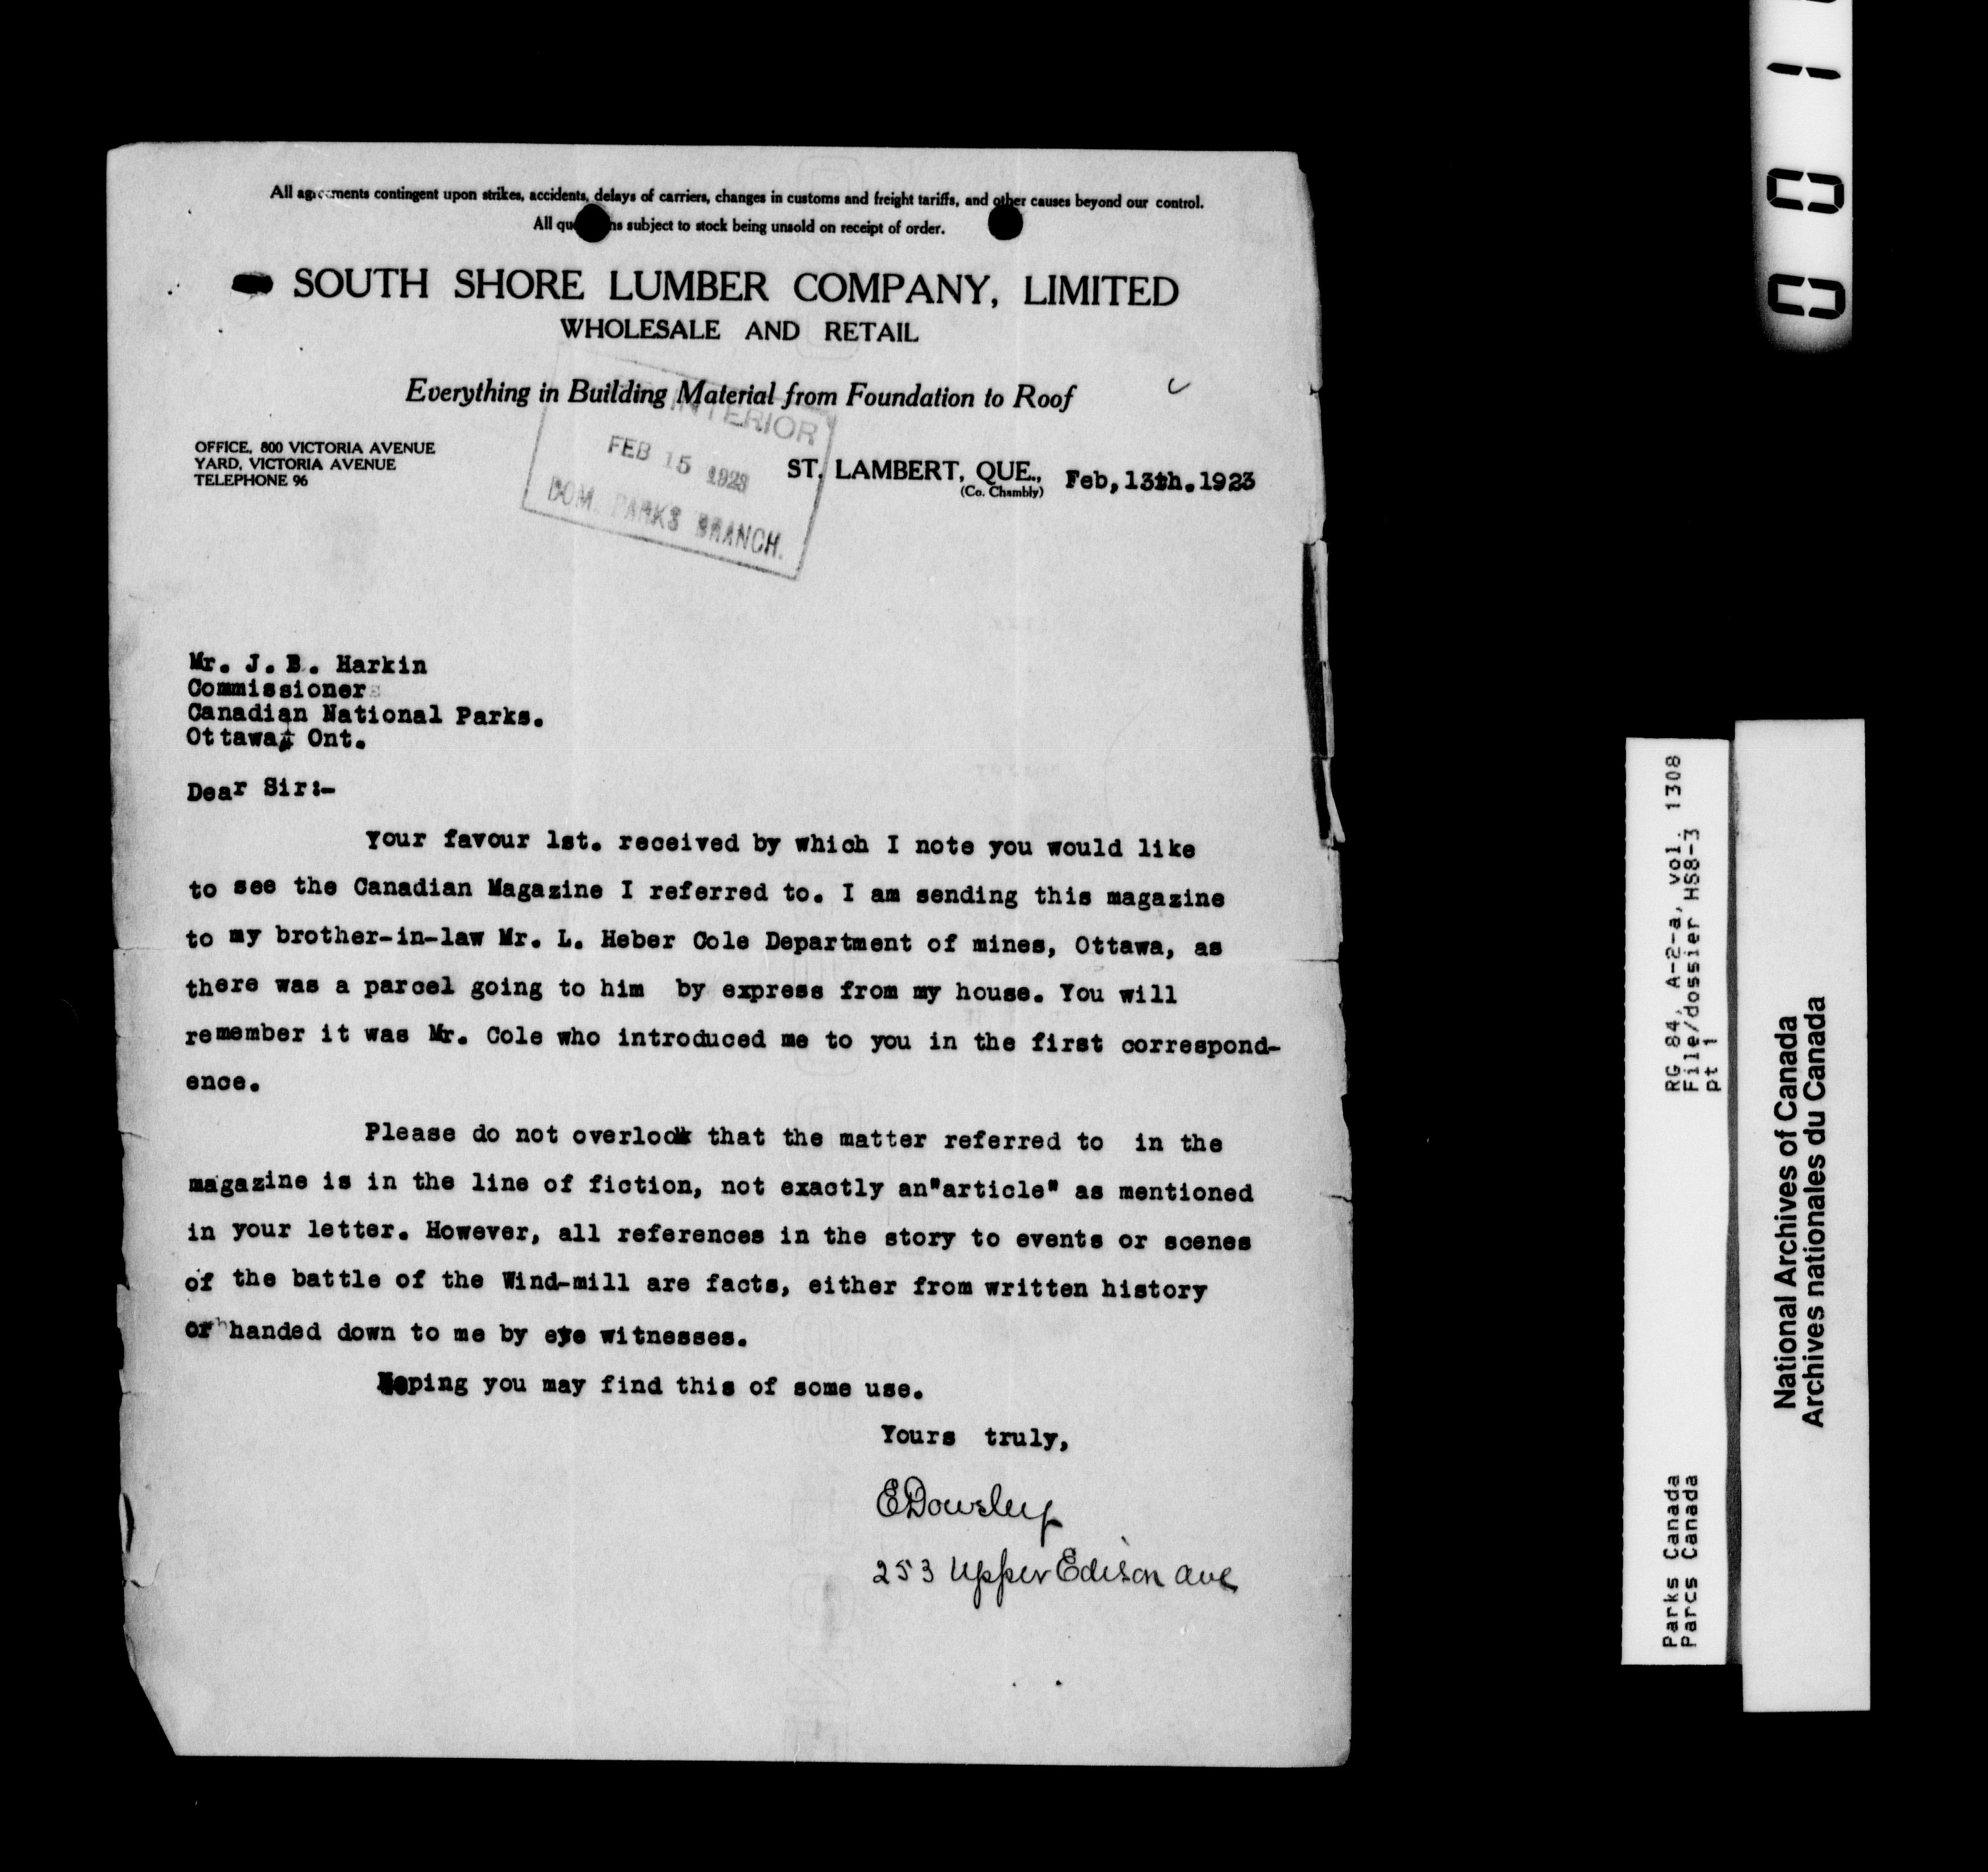 All agreements contingent upon strikes, accidents, delays of carriers, changes in customs and freight tariffs, and other causes beyond our control.
All subject to stock being unsold on receipt of order.
SOUTH SHORE LUMBER COMPANY, LIMITED
WHOLESALE AND RETAIL
Everything in Building Material from Foundation to Roof
OFFICE, 800 VICTORIA AVENUE
YARD, VICTORIA AVENUE
TELEPHONE 96
INTERIOR
FEB 15 1923
DOM. PARKS BRANCH.
ST. LAMBERT, QUE., Feb, 13th. 1923
(Co. Chambly)
Mr. J. B. Harkin
Commissioner
Canadian National Parks.
Ottawa, Ont.
Dear Sir:-
Your favour 1st. received by which I note you would like
to see the Canadian Magazine I referred to. I am sending this magazine
to my brother-in-law Mr. L. Heber Cole Department of mines, Ottawa, as
there was a parcel going to him by express from my house. You will
remember it was Mr. Cole who introduced me to you in the first correspond-
ence.
Please do not overlook that the matter referred to in the
magazine is in the line of fiction, not exactly an"article" as mentioned
in your letter. However, all references in the story to events or scenes
of the battle of the Wind-mill are facts, either from written history
or handed down to me by eye witnesses.
Hoping you may find this of some use.
Yours truly,
EDowsley
253 Upper Edison ave
001
RG 84, A-2-a, vol. 1308
File/dossier HS8-3
pt 1
Parks Canada
Parcs Canada
National Archives of Canada
Archives nationales du Canada